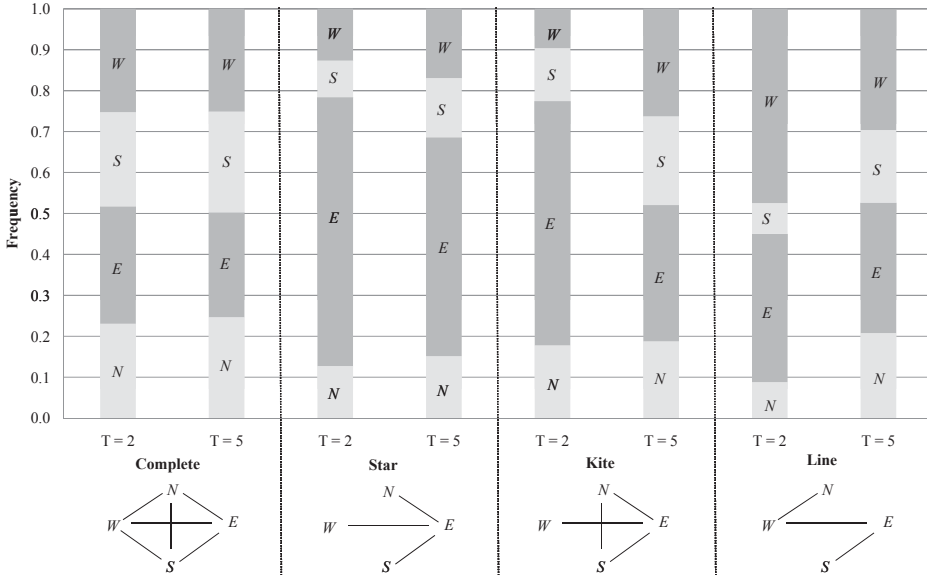 1.0
0.9
0.8
0.7
0.6
0.5
0.4
0.3
0.2
0.1
0.0
Frequency
W
S
E
N
W
S
E
N
W
S
E
N
W
S
E
N
W
S
E
N
W
S
E
N
W
S
E
N
W
S
E
N
T = 2 T = 5 T = 2 T = 5 T = 2 T = 5 T = 2 T = 5
Complete Star Kite Line
N
W E
S
N
W E
S
N
W E
S
N
W E
S